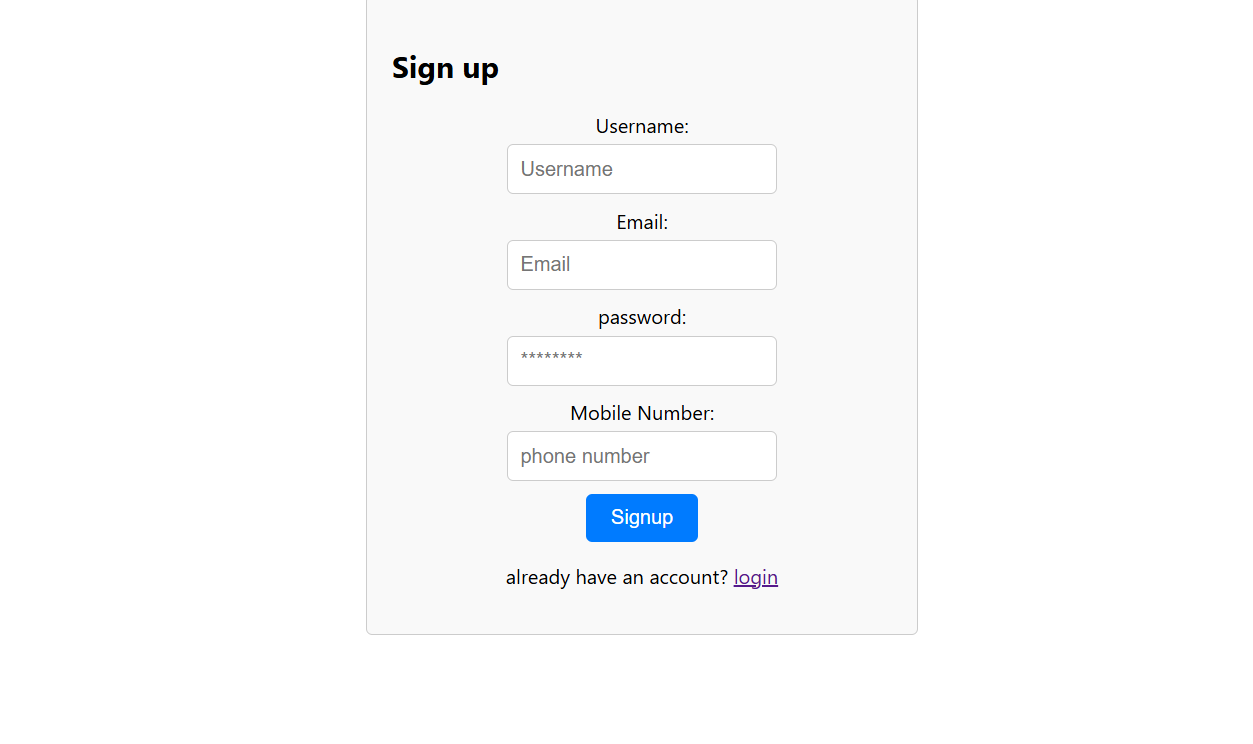 Sign up
Username:
Username
Email:
Email
password:
********
Mobile Number:
phone number
Signup
already have an account? login